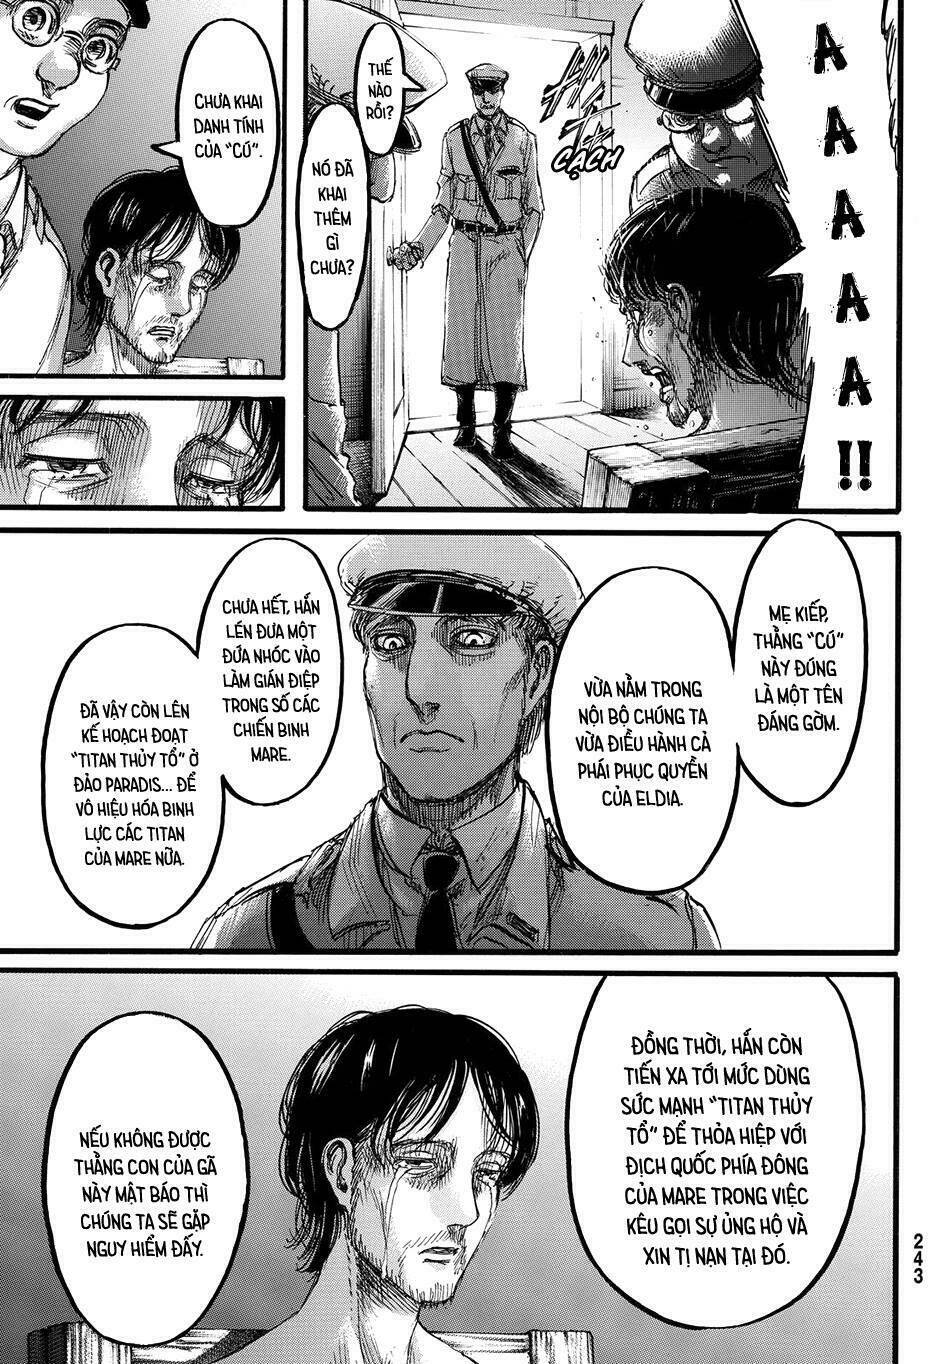 A
A
A
A
A
!!
CẠCH
THẾ
NÀO
RỒI?
NÓ ĐÃ
KHAI
THÊM
GÌ
CHƯA?
CHƯA KHAI
DANH TÍNH
CỦA "CÚ".
MẸ KIẾP,
THẰNG "CÚ"
NÀY ĐÚNG
LÀ MỘT TÊN
ĐÁNG GỜM.
VỪA NẰM TRONG
NỘI BỘ CHÚNG TA
VỪA ĐIỀU HÀNH CẢ
PHÁI PHỤC QUYỀN
CỦA ELDIA.
CHƯA HẾT, HẮN
LÉN ĐƯA MỘT
ĐỨA NHÓC VÀO
LÀM GIÁN ĐIỆP
TRONG SỐ CÁC
CHIẾN BINH
MARE.
ĐÃ VẬY CÒN LÊN
KẾ HOẠCH ĐOẠT
"TITAN THỦY TỔ" Ở
ĐẢO PARADIS... ĐỂ
VÔ HIỆU HÓA BINH
LỰC CÁC TITAN
CỦA MARE NỮA.
ĐỒNG THỜI, HẮN CÒN
TIẾN XA TỚI MỨC DÙNG
SỨC MẠNH "TITAN THỦY
TỔ" ĐỂ THỎA HIỆP VỚI
ĐỊCH QUỐC PHÍA ĐÔNG
CỦA MARE TRONG VIỆC
KÊU GỌI SỰ ỦNG HỘ VÀ
XIN TỊ NẠN TẠI ĐÓ.
NẾU KHÔNG ĐƯỢC
THẰNG CON CỦA GÃ
NÀY MẬT BÁO THÌ
CHÚNG TA SẼ GẶP
NGUY HIỂM ĐẤY.
243